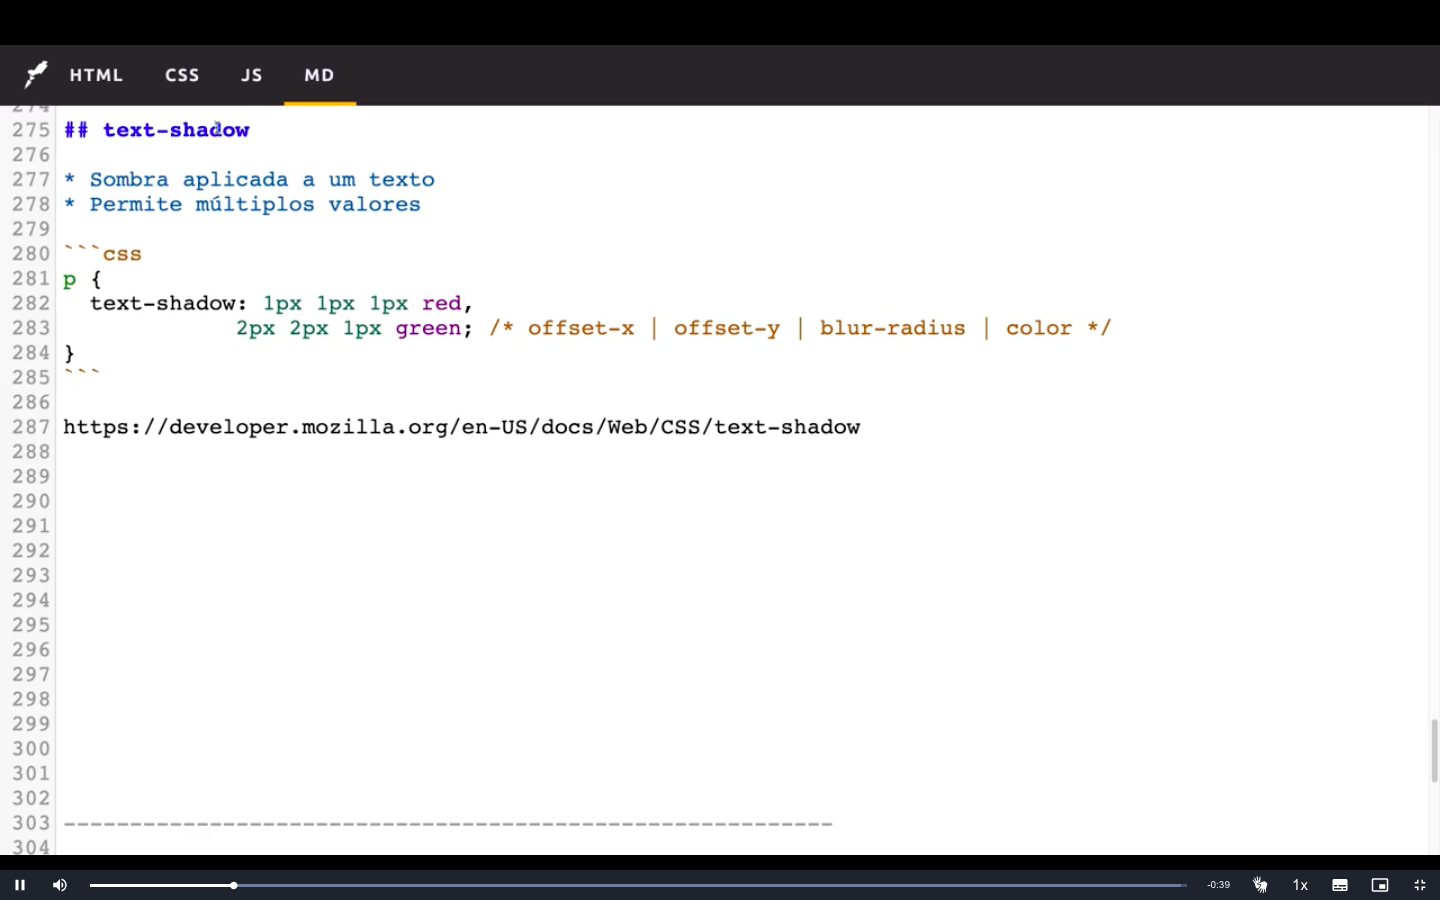 HTML CSS JS MD
274
275 ## text-shadow
276
277 * Sombra aplicada a um texto
278 * Permite múltiplos valores
279
280 ```css
281 p {
282   text-shadow: 1px 1px 1px red,
283              2px 2px 1px green; /* offset-x | offset-y | blur-radius | color */
284 }
285 ```
286
287 https://developer.mozilla.org/en-US/docs/Web/CSS/text-shadow
288
289
290
291
292
293
294
295
296
297
298
299
300
301
302
303 ----------------------------------------------------------
304
-0:39 1x